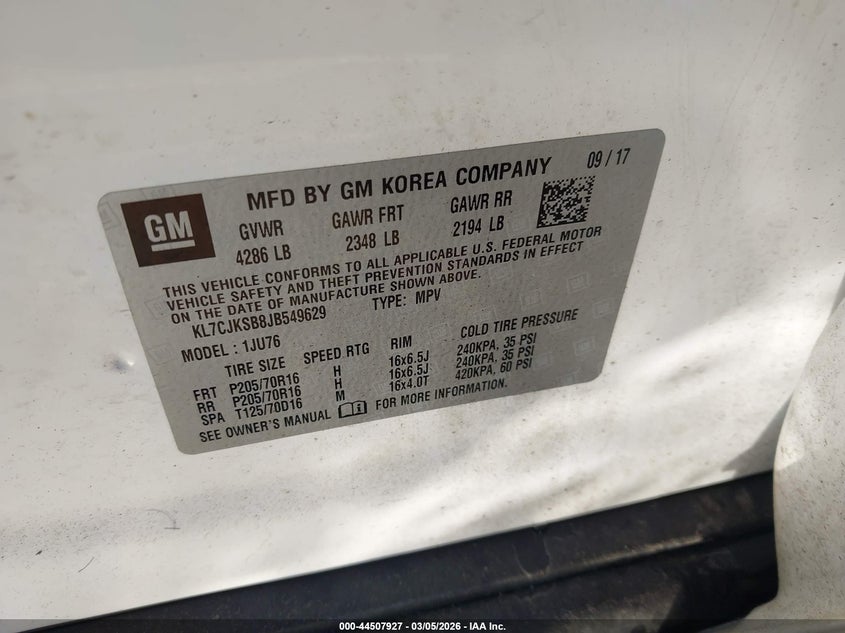 GM
MFD BY GM KOREA COMPANY 09 / 17
GVWR GAWR FRT GAWR RR
4286 LB 2348 LB 2194 LB
THIS VEHICLE CONFORMS TO ALL APPLICABLE U.S. FEDERAL MOTOR
VEHICLE SAFETY AND THEFT PREVENTION STANDARDS IN EFFECT
ON THE DATE OF MANUFACTURE SHOWN ABOVE.
KL7CJKSB8JB549629 TYPE: MPV
MODEL : 1JU76
TIRE SIZE SPEED RTG RIM COLD TIRE PRESSURE
FRT P205/70R16 H 16x6.5J 240KPA, 35 PSI
RR P205/70R16 H 16x6.5J 240KPA, 35 PSI
SPA T125/70D16 M 16x4.0T 420KPA, 60 PSI
SEE OWNER'S MANUAL FOR MORE INFORMATION.
000-44507927 - 03/05/2026 - IAA Inc.